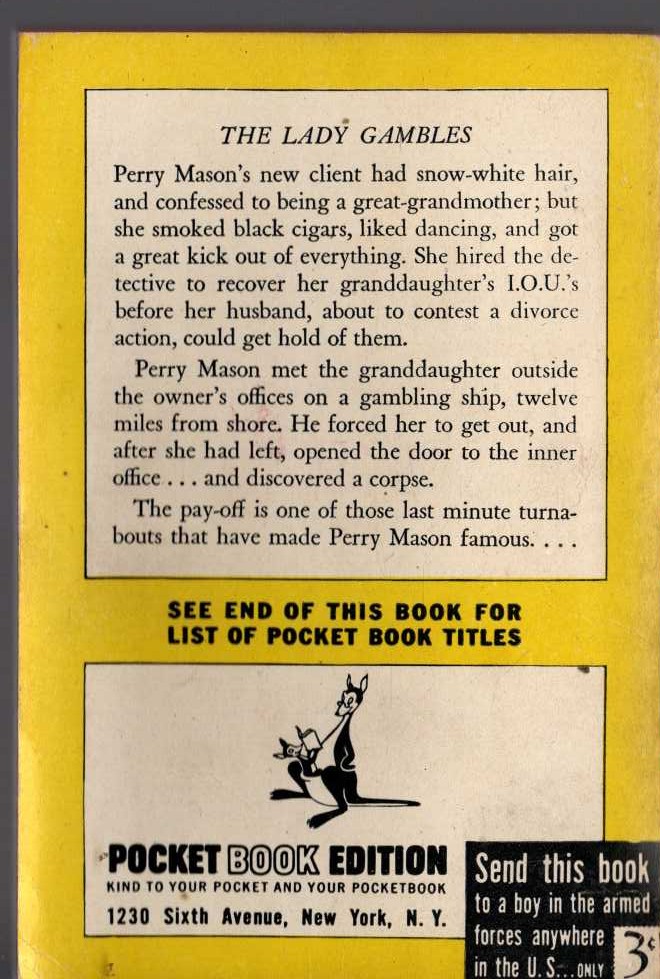 THE LADY GAMBLES
Perry Mason's new client had snow-white hair,
and confessed to being a great-grandmother; but
she smoked black cigars, liked dancing, and got
a great kick out of everything. She hired the de-
tective to recover her granddaughter's I.O.U.'s
before her husband, about to contest a divorce
action, could get hold of them.
Perry Mason met the granddaughter outside
the owner's offices on a gambling ship, twelve
miles from shore. He forced her to get out, and
after she had left, opened the door to the inner
office . . . and discovered a corpse.
The pay-off is one of those last minute turna-
bouts that have made Perry Mason famous. . . .
SEE END OF THIS BOOK FOR
LIST OF POCKET BOOK TITLES
POCKET BOOK EDITION
KIND TO YOUR POCKET AND YOUR POCKETBOOK
1230 Sixth Avenue, New York, N. Y.
Send this book
to a boy in the armed
forces anywhere
in the U.S...ONLY 3¢